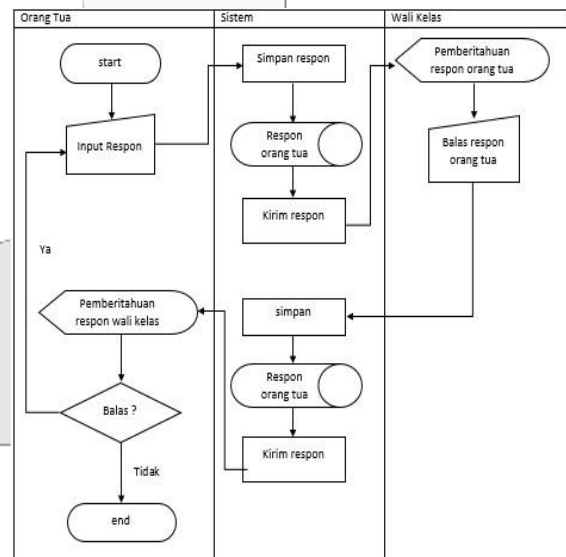 Orang Tua
Sistem
Wali Kelas
start
Simpan respon
Pemberitahuan
respon orang tua
Input Respon
Respon
orang tua
Balas respon
orang tua
Kirim respon
Ya
Pemberitahuan
respon wali kelas
simpan
Respon
orang tua
Balas ?
Kirim respon
Tidak
end